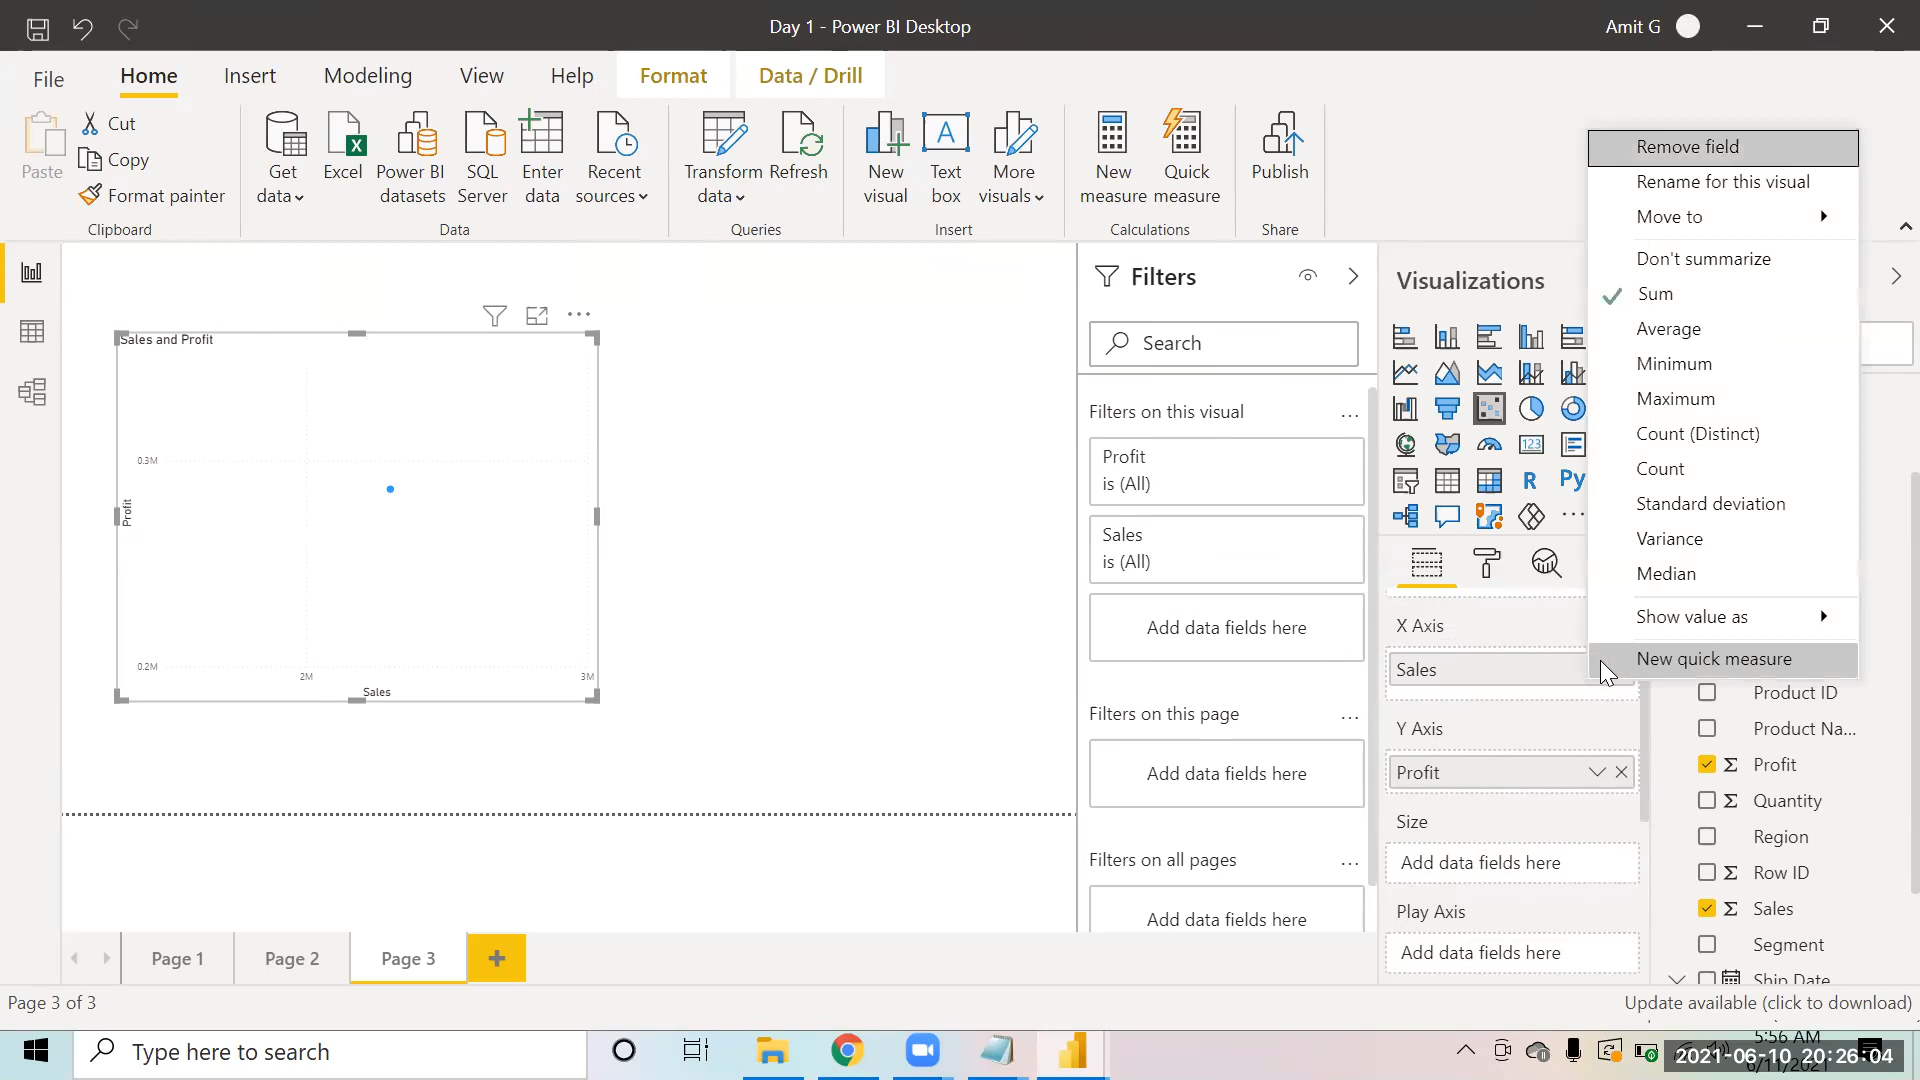 Day 1 - Power BI Desktop
Amit G
File
Home
Insert
Modeling
View
Help
Format
Data / Drill
Paste
Cut
Copy
Format painter
Clipboard
Get data
Excel
Power BI datasets
SQL Server
Enter data
Recent sources
Data
Transform data
Refresh
Queries
New visual
A
Text box
More visuals
Insert
New measure
Quick measure
Calculations
Publish
Share
Sales and Profit
0.3M
Profit
0.2M
2M
3M
Sales
Filters
Search
Filters on this visual
...
Profit
is (All)
Sales
is (All)
Add data fields here
Filters on this page
...
Add data fields here
Filters on all pages
...
Add data fields here
Visualizations
123
R
Py
...
X Axis
Sales
Y Axis
Profit
Size
Add data fields here
Play Axis
Add data fields here
Remove field
Rename for this visual
Move to
Don't summarize
Sum
Average
Minimum
Maximum
Count (Distinct)
Count
Standard deviation
Variance
Median
Show value as
New quick measure
Product ID
Product Na...
Σ Profit
Σ Quantity
Region
Σ Row ID
Σ Sales
Segment
Ship Date
Page 1
Page 2
Page 3
Page 3 of 3
Update available (click to download)
Type here to search
5:56 AM
6/11/2021
2021-06-10 20:26:04